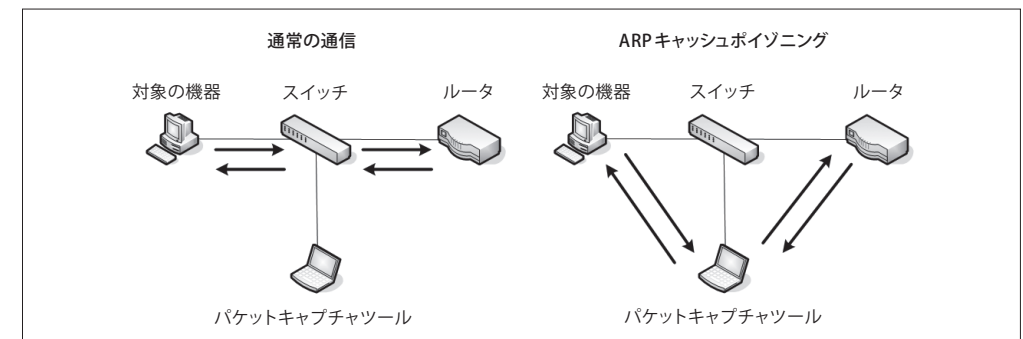 通常の通信
対象の機器
スイッチ
ルータ
パケットキャプチャツール
ARPキャッシュポイゾニング
対象の機器
スイッチ
ルータ
パケットキャプチャツール